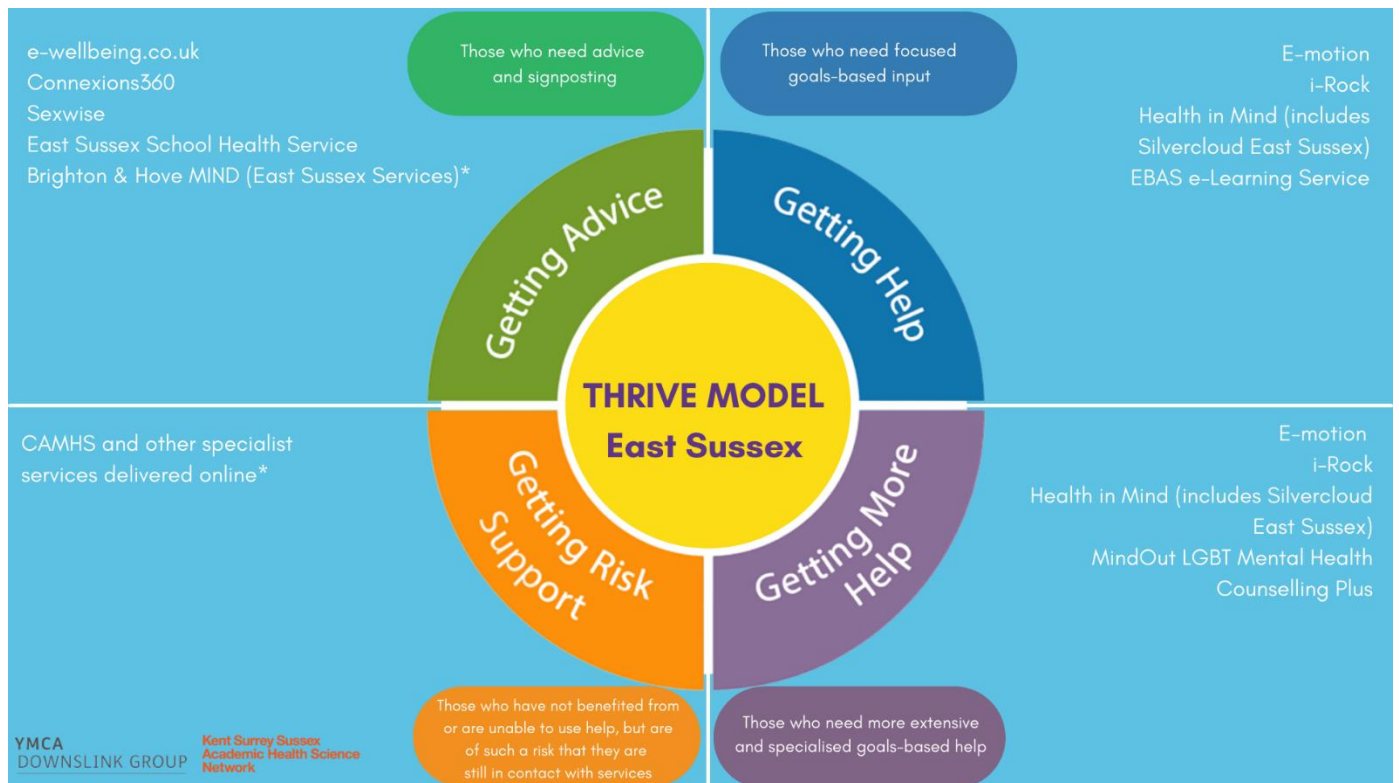 e-wellbeing.co.uk
Connexions360
Sexwise
East Sussex School Health Service
Brighton & Hove MIND (East Sussex Services)*
Those who need advice
and signposting
Those who need focused
goals-based input
E-motion
i-Rock
Health in Mind (includes
Silvercloud East Sussex)
EBAS e-Learning Service
Getting Advice
Getting Help
THRIVE MODEL
East Sussex
CAMHS and other specialist
services delivered online*
Getting Risk
Support
Getting More
Help
E-motion
i-Rock
Health in Mind (includes Silvercloud
East Sussex)
MindOut LGBT Mental Health
Counselling Plus
Those who have not benefited from
or are unable to use help, but are
of such a risk that they are
still in contact with services
Those who need more extensive
and specialised goals-based help
YMCA
DOWNSLINK GROUP
Kent Surrey Sussex
Academic Health Science
Network